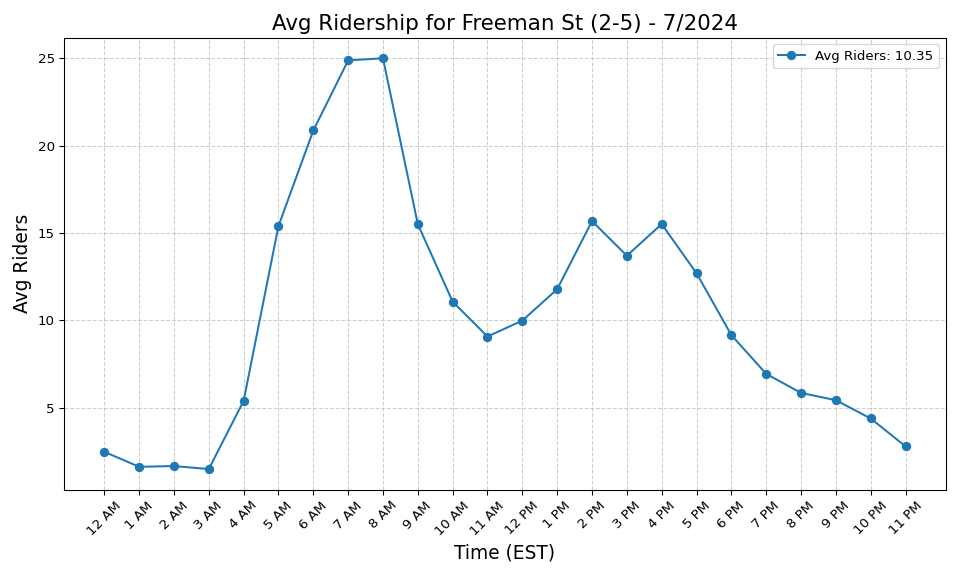 Avg Ridership for Freeman St (2-5) - 7/2024
Avg Riders: 10.35
Avg Riders
25
20
15
10
5
12 AM
1 AM
2 AM
3 AM
4 AM
5 AM
6 AM
7 AM
8 AM
9 AM
10 AM
11 AM
12 PM
1 PM
2 PM
3 PM
4 PM
5 PM
6 PM
7 PM
8 PM
9 PM
10 PM
11 PM
Time (EST)